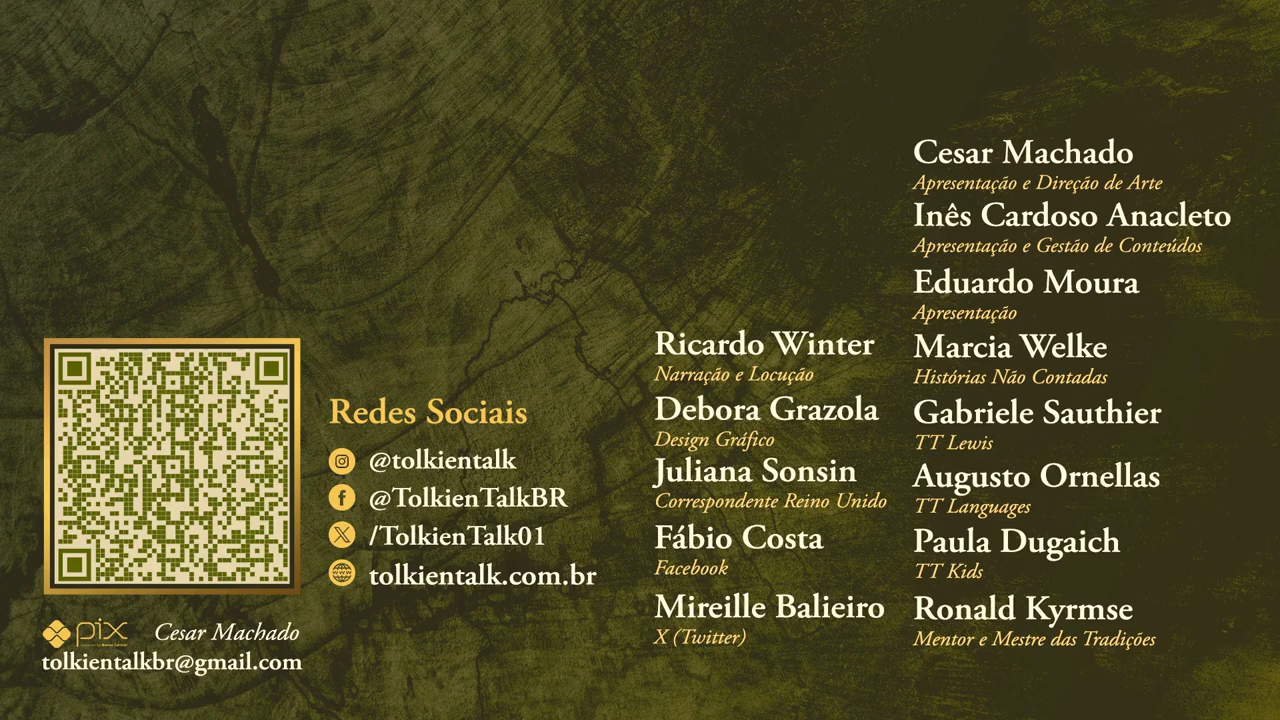 pix
Cesar Machado
tolkientalkbr@gmail.com
Redes Sociais
@tolkientalk
@TolkienTalkBR
/TolkienTalk01
tolkientalk.com.br
Ricardo Winter
Narração e Locução
Debora Grazola
Design Gráfico
Juliana Sonsin
Correspondente Reino Unido
Fábio Costa
Facebook
Mireille Balieiro
X (Twitter)
Cesar Machado
Apresentação e Direção de Arte
Inês Cardoso Anacleto
Apresentação e Gestão de Conteúdos
Eduardo Moura
Apresentação
Marcia Welke
Histórias Não Contadas
Gabriele Sauthier
TT Lewis
Augusto Ornellas
TT Languages
Paula Dugaich
TT Kids
Ronald Kyrmse
Mentor e Mestre das Tradições